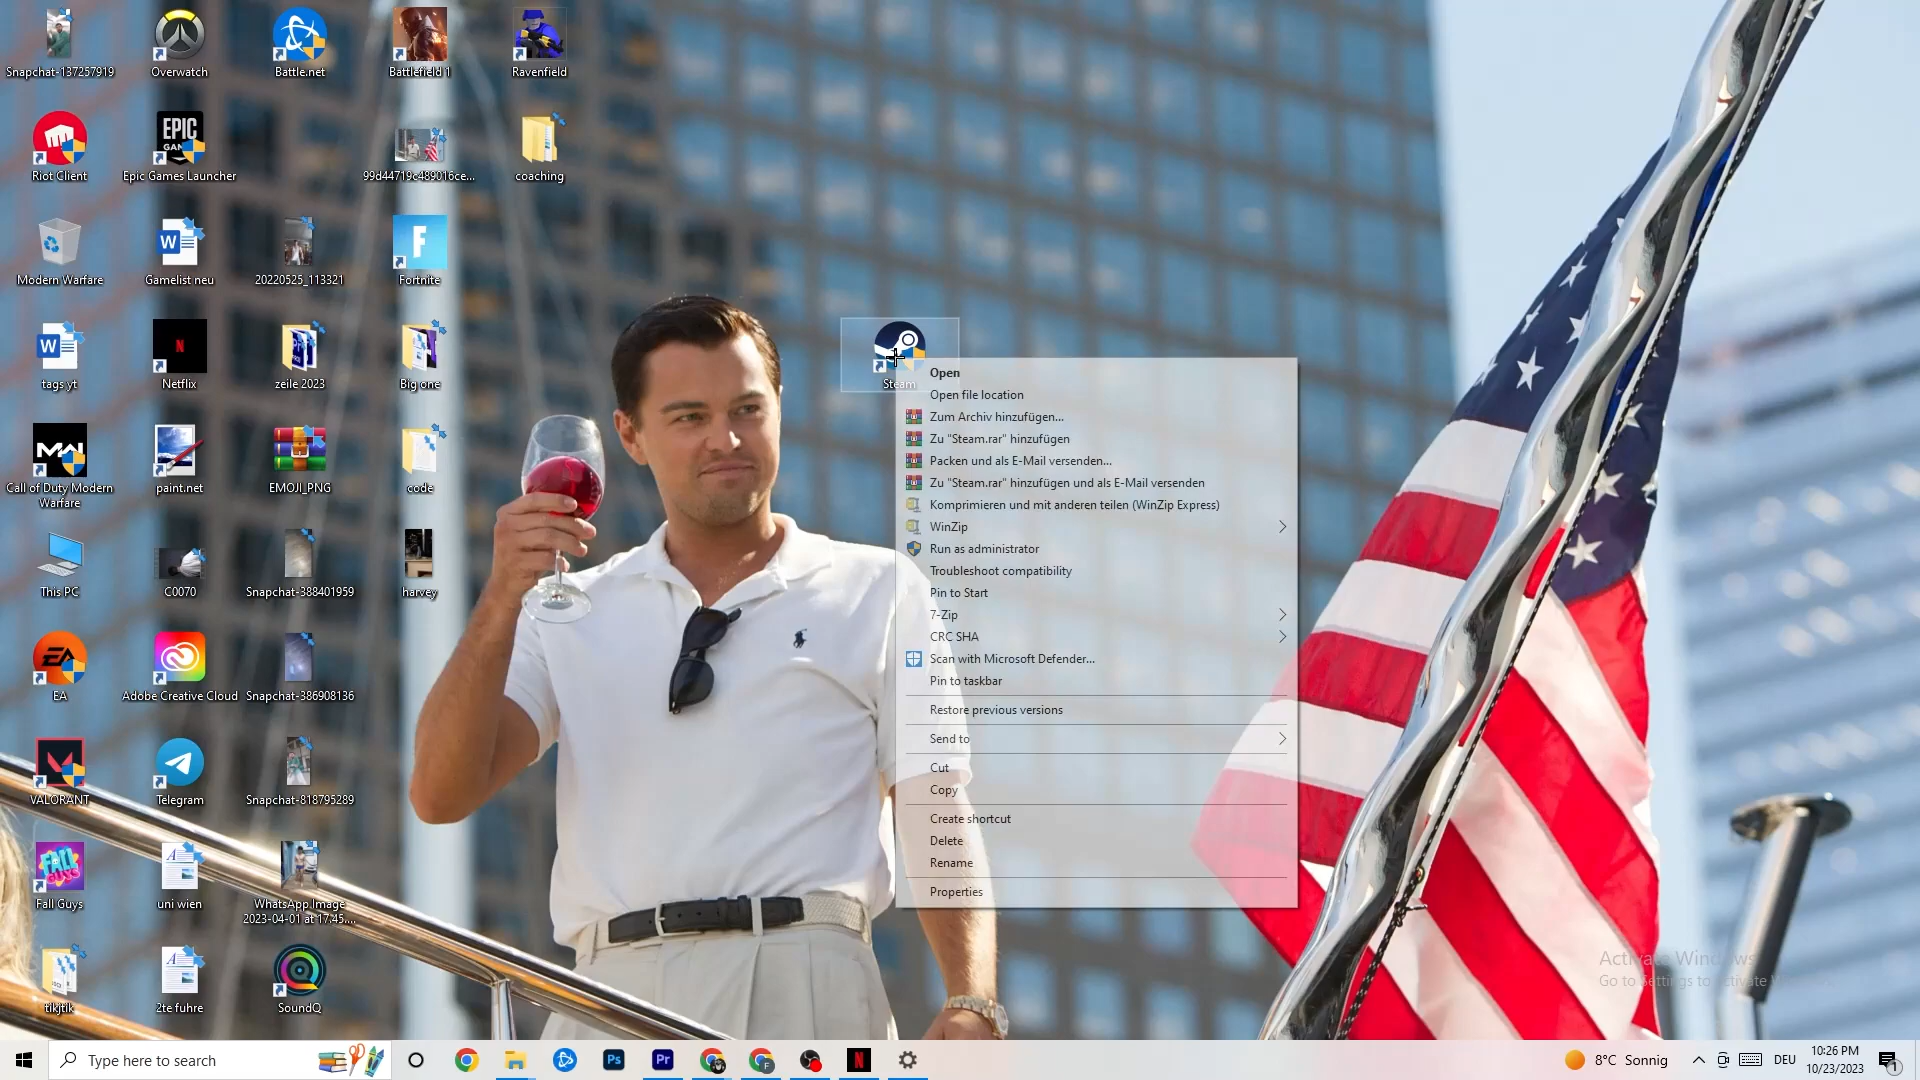 Snapchat-137257919
Overwatch
Battle.net
Battlefield 1
Ravenfield
Riot Client
EPIC
GAMES
Epic Games Launcher
99d44719c489016ce...
coaching
Modern Warfare
Gamelist neu
20220525_113321
Fortnite
tags yt
Netflix
zeile 2023
Big one
Steam
Call of Duty Modern
Warfare
paint.net
EMOJI_PNG
code
This PC
C0070
Snapchat-388401959
harvey
EA
Adobe Creative Cloud
Snapchat-386908136
VALORANT
Telegram
Snapchat-818795289
Fall Guys
uni wien
WhatsApp Image
2023-04-01 at 17.45....
tikjtik
2te fuhre
SoundQ
Open
Open file location
Zum Archiv hinzufügen...
Zu "Steam.rar" hinzufügen
Packen und als E-Mail versenden...
Zu "Steam.rar" hinzufügen und als E-Mail versenden
Komprimieren und mit anderen teilen (WinZip Express)
WinZip
Run as administrator
Troubleshoot compatibility
Pin to Start
7-Zip
CRC SHA
Scan with Microsoft Defender...
Pin to taskbar
Restore previous versions
Send to
Cut
Copy
Create shortcut
Delete
Rename
Properties
Activate Windows
Go to Settings to activate
Type here to search
Ps
Pr
8°C Sonnig
DEU
10:26 PM
10/23/2023
1